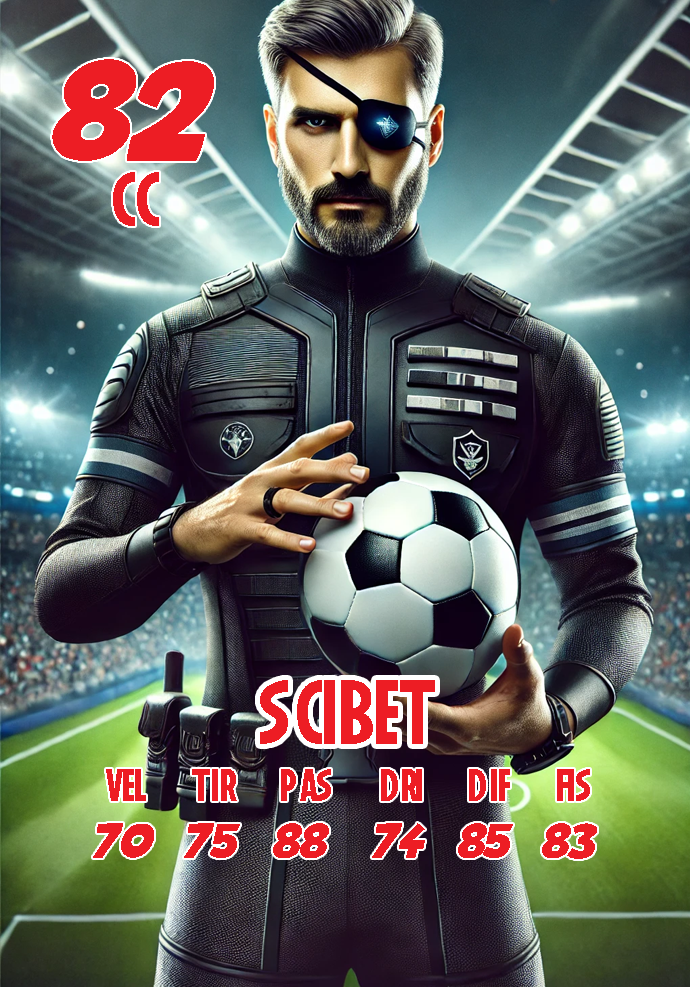 82
CC
SCIBET
VEL TIR PAS DRI DIF FIS
70 75 88 74 85 83